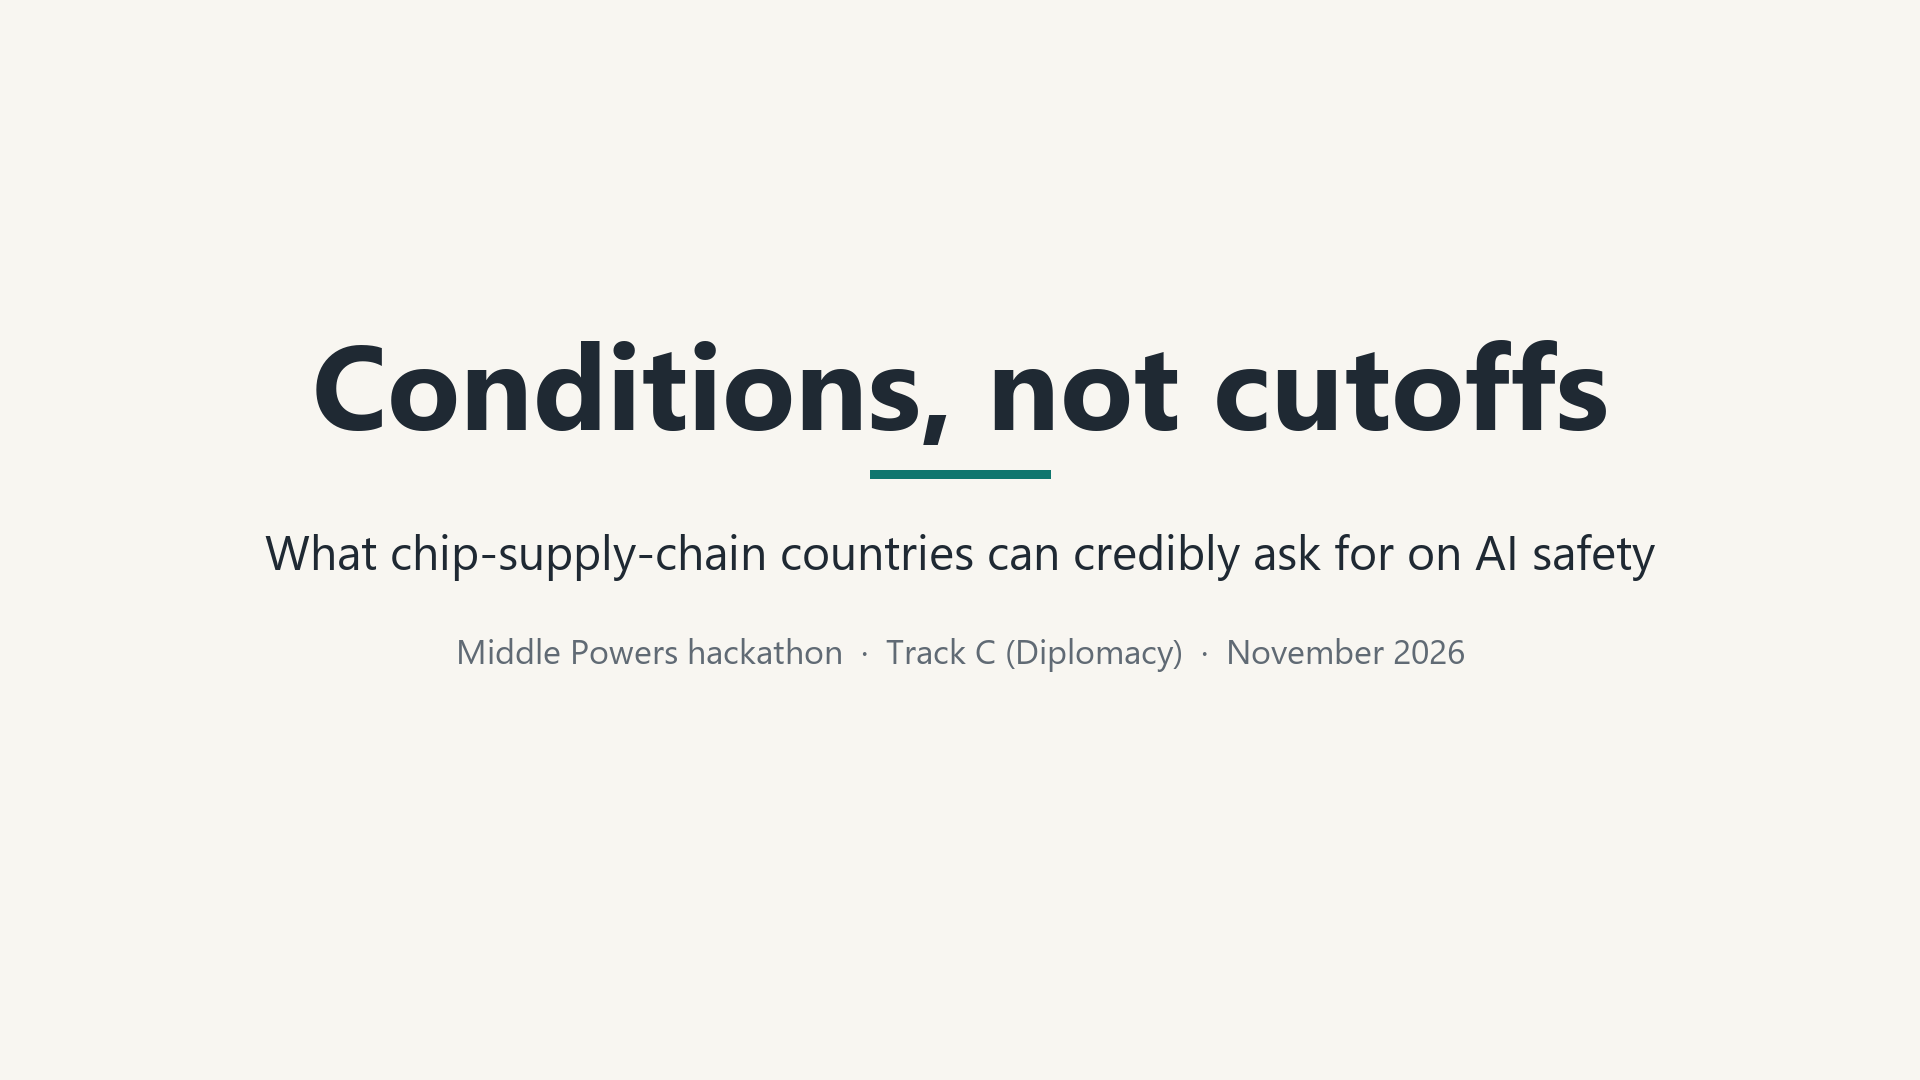 Conditions, not cutoffs
What chip-supply-chain countries can credibly ask for on AI safety
Middle Powers hackathon · Track C (Diplomacy) · November 2026